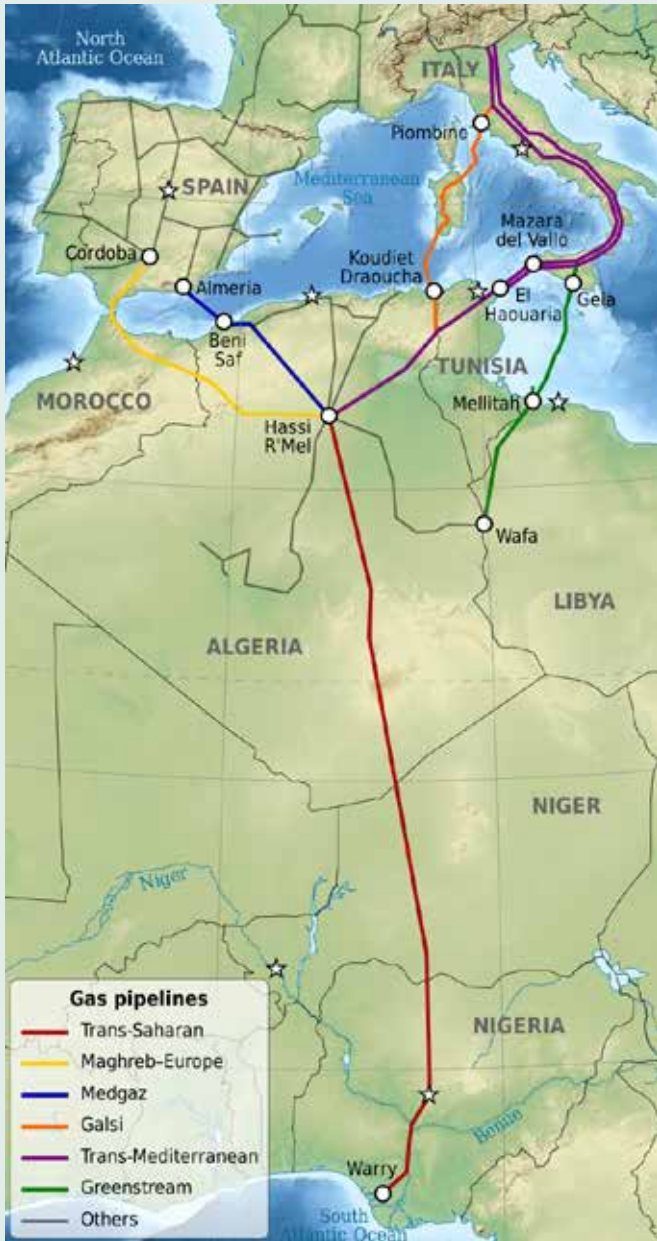 North
Atlantic Ocean
ITALY
Piombino
SPAIN
Mediterranean
Sea
Cordoba
Mazara
del Vallo
Koudiet
Draoucha
Almeria
El
Haouaria
Gela
Beni
Saf
TUNISIA
MOROCCO
Mellitah
Hassi
R'Mel
Wafa
LIBYA
ALGERIA
NIGER
Niger
Gas pipelines
Trans-Saharan
Maghreb–Europe
Medgaz
Galsi
Trans-Mediterranean
Greenstream
Others
NIGERIA
Benue
Warry
South
Atlantic Ocean